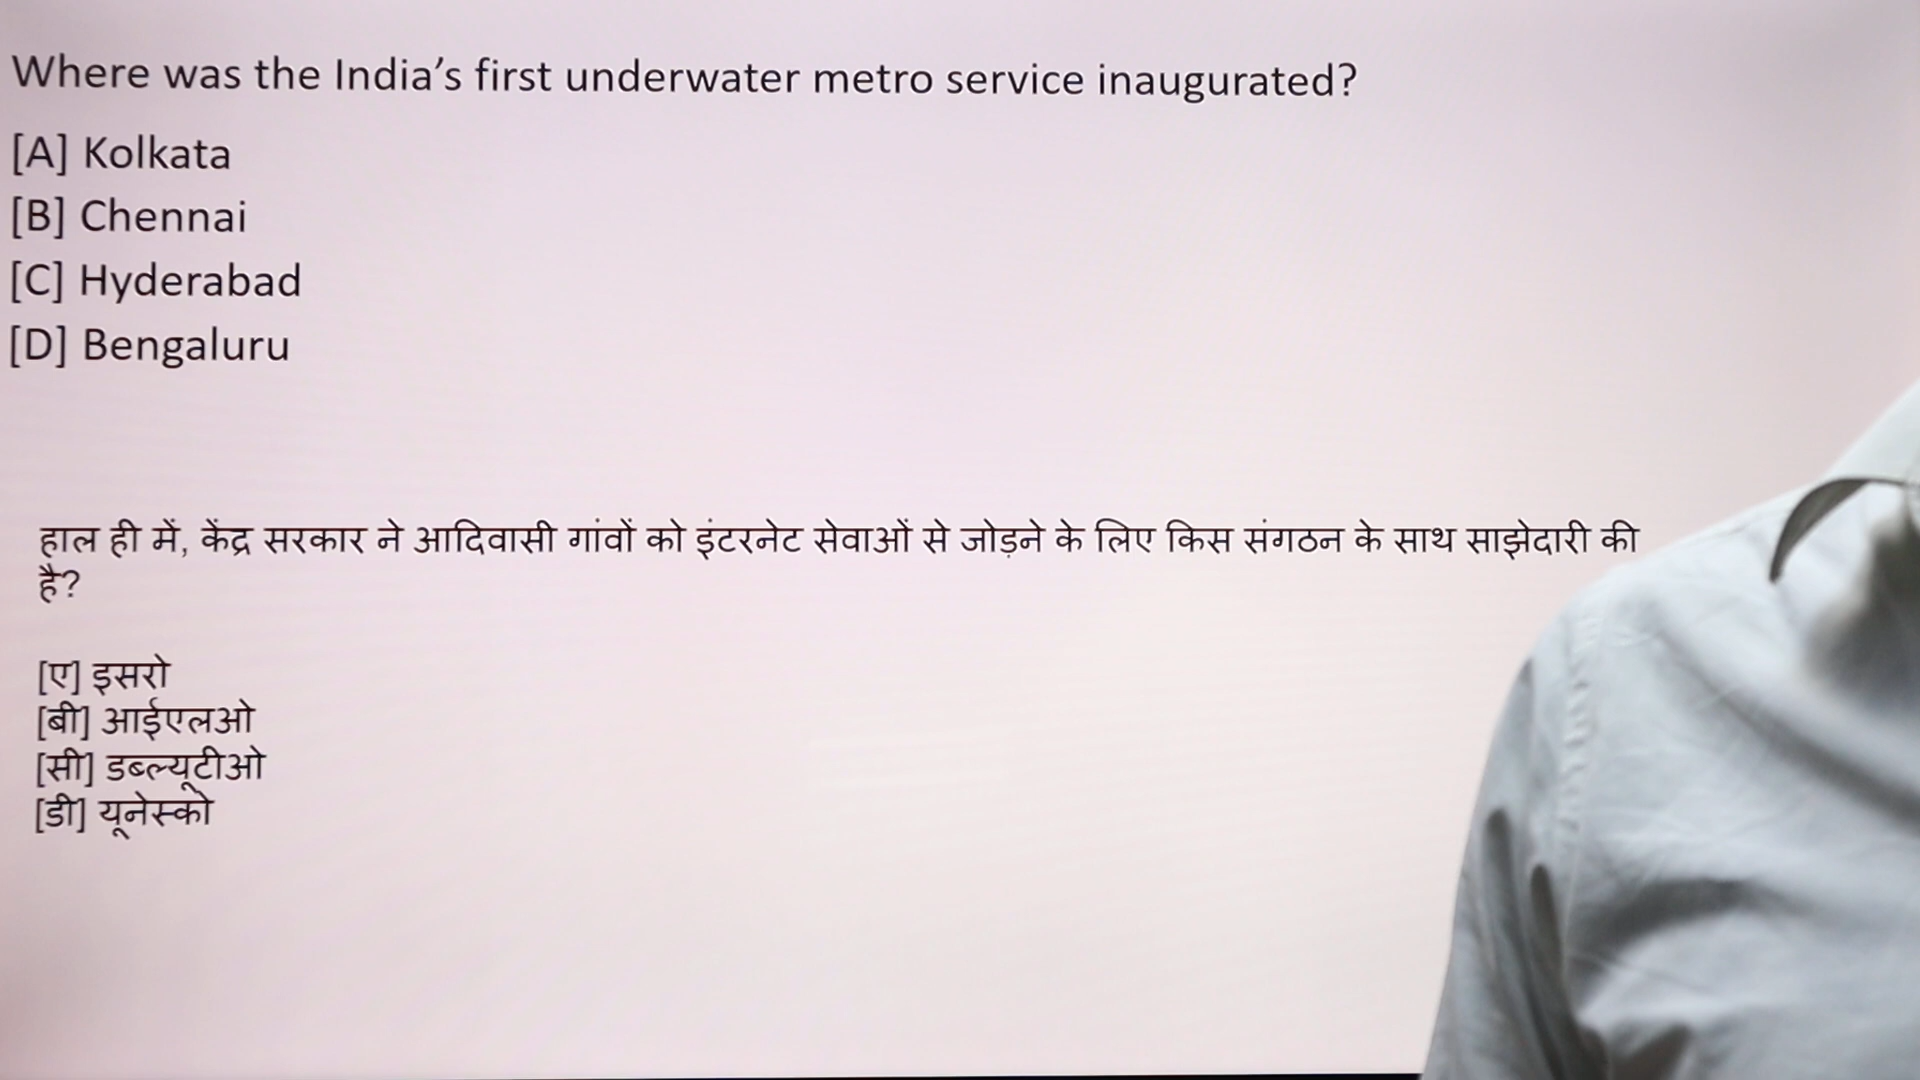 Where was the India’s first underwater metro service inaugurated?
[A] Kolkata
[B] Chennai
[C] Hyderabad
[D] Bengaluru
हाल ही में, केंद्र सरकार ने आदिवासी गांवों को इंटरनेट सेवाओं से जोड़ने के लिए किस संगठन के साथ साझेदारी की
है?
[ए] इसरो
[बी] आईएलओ
[सी] डब्ल्यूटीओ
[डी] यूनेस्को